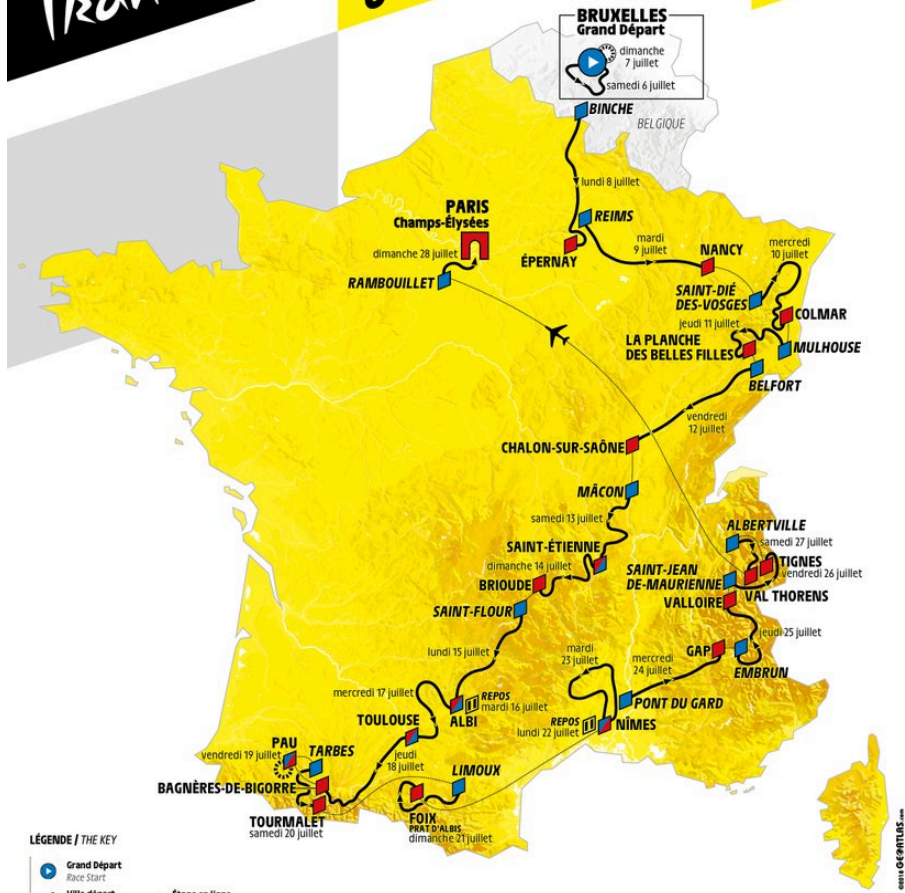 BRUXELLES
Grand Départ
dimanche
7 juillet
samedi 6 juillet
BINCHE
BELGIQUE
lundi 8 juillet
REIMS
PARIS
Champs-Élysées
dimanche 28 juillet
RAMBOUILLET
ÉPERNAY
mardi
9 juillet
NANCY
mercredi
10 juillet
SAINT-DIÉ
DES-VOSGES
COLMAR
jeudi 11 juillet
LA PLANCHE
DES BELLES FILLES
MULHOUSE
BELFORT
vendredi
12 juillet
CHALON-SUR-SAÔNE
MÂCON
samedi 13 juillet
ALBERTVILLE
samedi 27 juillet
SAINT-ÉTIENNE
dimanche 14 juillet
BRIOUDE
SAINT-JEAN
DE-MAURIENNE
TIGNES
vendredi 26 juillet
VAL THORENS
VALLOIRE
SAINT-FLOUR
jeudi 25 juillet
lundi 15 juillet
mardi
23 juillet
mercredi
24 juillet
GAP
EMBRUN
mercredi 17 juillet
REPOS
mardi 16 juillet
ALBI
PONT DU GARD
REPOS
lundi 22 juillet
NÎMES
TOULOUSE
PAU
vendredi 19 juillet
TARBES
jeudi
18 juillet
LIMOUX
BAGNÈRES-DE-BIGORRE
TOURMALET
samedi 20 juillet
FOIX
PRAT D'ALBIS
dimanche 21 juillet
LÉGENDE / THE KEY
Grand Départ
Race Start
©2018 GEOATLAS.com